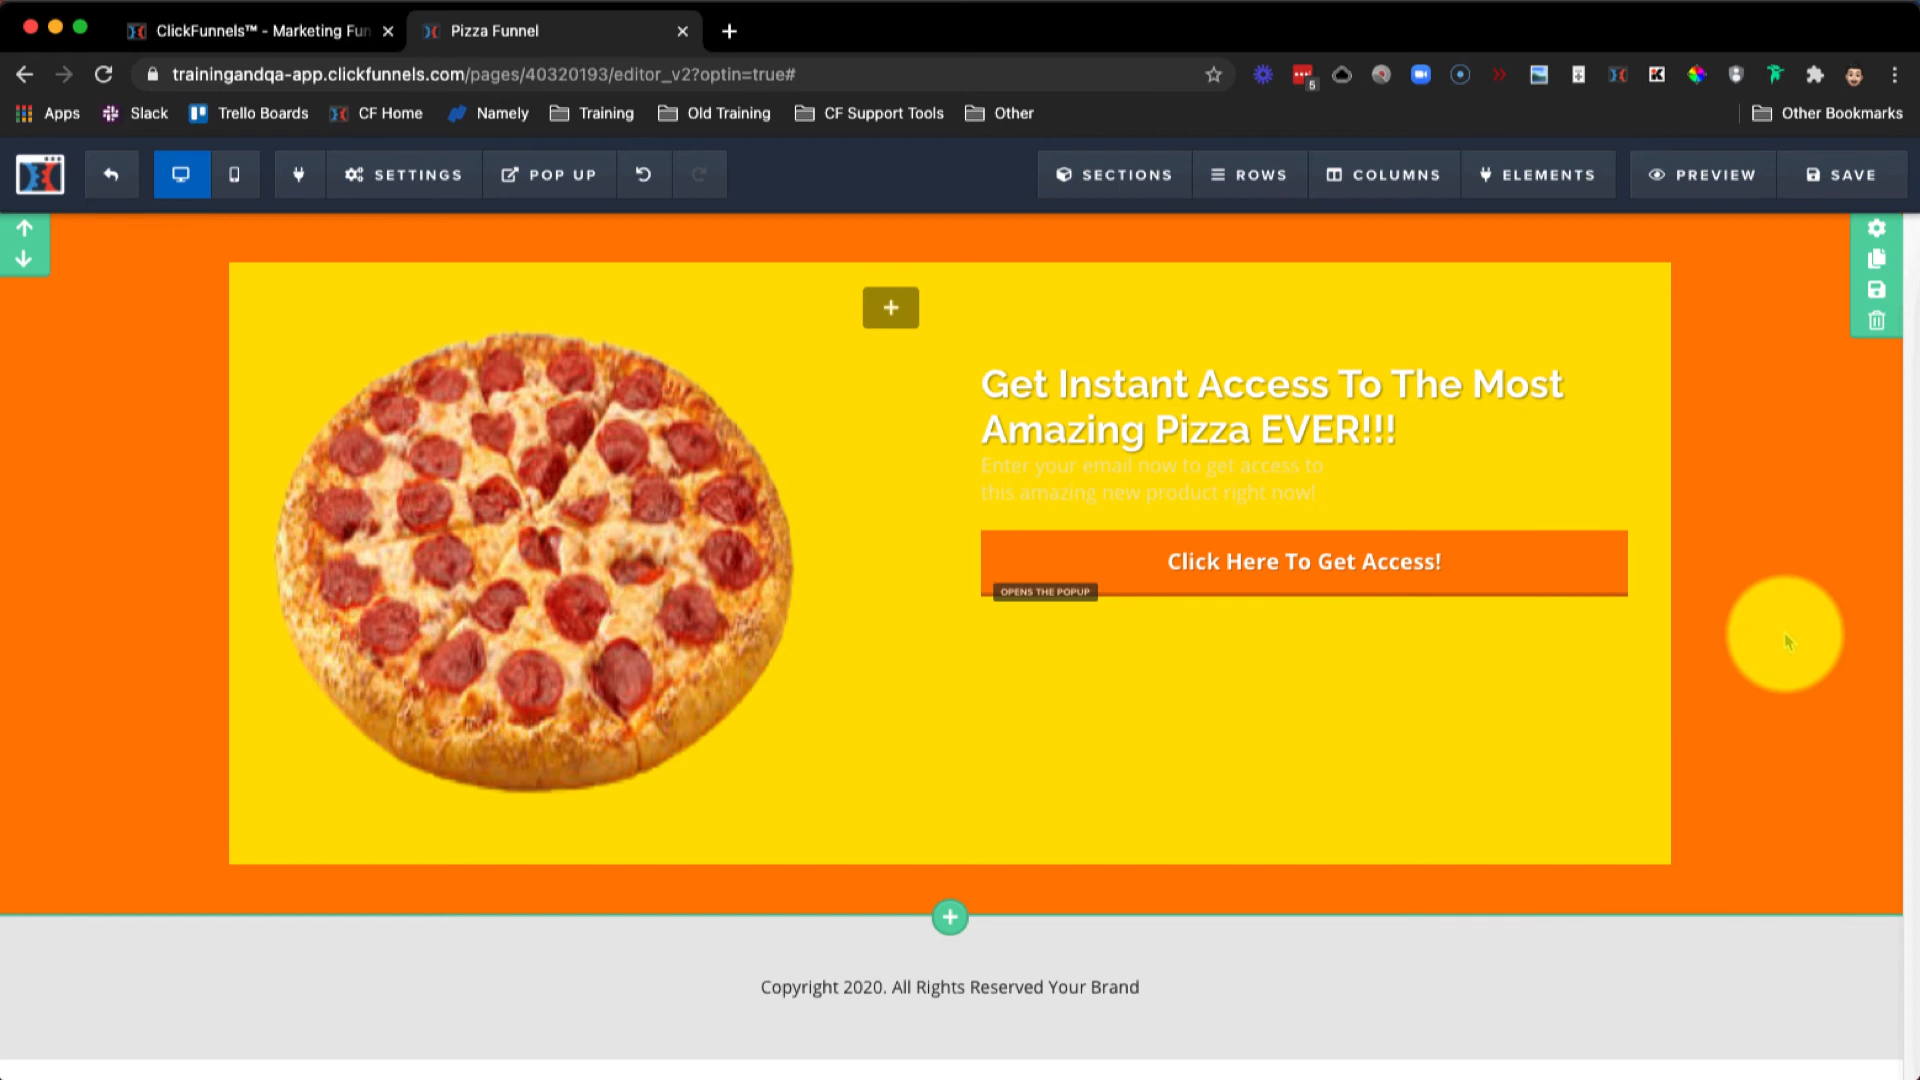 ClickFunnels™ - Marketing Fun
Pizza Funnel
trainingandqa-app.clickfunnels.com/pages/40320193/editor_v2?optin=true#
5
Apps
Slack
Trello Boards
CF Home
Namely
Training
Old Training
CF Support Tools
Other
Other Bookmarks
SETTINGS
POP UP
SECTIONS
ROWS
COLUMNS
ELEMENTS
PREVIEW
SAVE
Get Instant Access To The Most
Amazing Pizza EVER!!!
Enter your email now to get access to
this amazing new product right now!
Click Here To Get Access!
OPENS THE POPUP
Copyright 2020. All Rights Reserved Your Brand